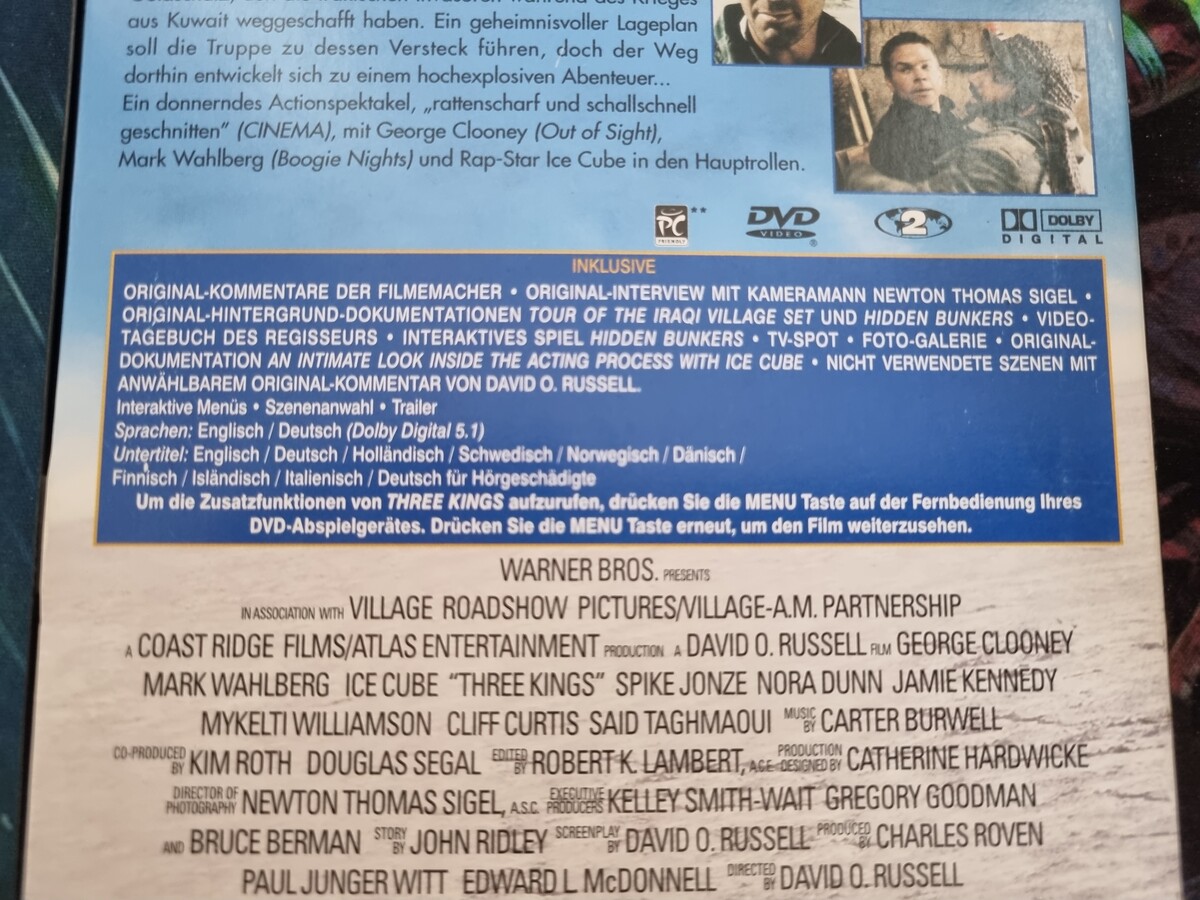 aus Kuwait weggeschafft haben. Ein geheimnisvoller Lageplan
soll die Truppe zu dessen Versteck führen, doch der Weg
dorthin entwickelt sich zu einem hochexplosiven Abenteuer...
Ein donnerndes Actionspektakel, „rattenscharf und schallschnell
geschnitten" (CINEMA), mit George Clooney (Out of Sight),
Mark Wahlberg (Boogie Nights) und Rap-Star Ice Cube in den Hauptrollen.
PC FRIENDLY ** DVD VIDEO ® 2 DOLBY DIGITAL
INKLUSIVE
ORIGINAL-KOMMENTARE DER FILMEMACHER • ORIGINAL-INTERVIEW MIT KAMERAMANN NEWTON THOMAS SIGEL •
ORIGINAL-HINTERGRUND-DOKUMENTATIONEN TOUR OF THE IRAQI VILLAGE SET UND HIDDEN BUNKERS • VIDEO-
TAGEBUCH DES REGISSEURS • INTERAKTIVES SPIEL HIDDEN BUNKERS • TV-SPOT • FOTO-GALERIE • ORIGINAL-
DOKUMENTATION AN INTIMATE LOOK INSIDE THE ACTING PROCESS WITH ICE CUBE • NICHT VERWENDETE SZENEN MIT
ANWÄHLBAREM ORIGINAL-KOMMENTAR VON DAVID O. RUSSELL.
Interaktive Menüs • Szenenanwahl • Trailer
Sprachen: Englisch / Deutsch (Dolby Digital 5.1)
Untertitel: Englisch / Deutsch / Holländisch / Schwedisch / Norwegisch / Dänisch /
Finnisch / Isländisch / Italienisch / Deutsch für Hörgeschädigte
Um die Zusatzfunktionen von THREE KINGS aufzurufen, drücken Sie die MENU Taste auf der Fernbedienung Ihres
DVD-Abspielgerätes. Drücken Sie die MENU Taste erneut, um den Film weiterzusehen.
WARNER BROS. PRESENTS
IN ASSOCIATION WITH VILLAGE ROADSHOW PICTURES/VILLAGE-A.M. PARTNERSHIP
A COAST RIDGE FILMS/ATLAS ENTERTAINMENT PRODUCTION A DAVID O. RUSSELL FILM GEORGE CLOONEY
MARK WAHLBERG ICE CUBE "THREE KINGS" SPIKE JONZE NORA DUNN JAMIE KENNEDY
MYKELTI WILLIAMSON CLIFF CURTIS SAID TAGHMAOUI MUSIC BY CARTER BURWELL
CO-PRODUCED BY KIM ROTH DOUGLAS SEGAL EDITED BY ROBERT K. LAMBERT, A.C.E. PRODUCTION DESIGNED BY CATHERINE HARDWICKE
DIRECTOR OF PHOTOGRAPHY NEWTON THOMAS SIGEL, A.S.C. EXECUTIVE PRODUCERS KELLEY SMITH-WAIT GREGORY GOODMAN
AND BRUCE BERMAN STORY BY JOHN RIDLEY SCREENPLAY BY DAVID O. RUSSELL PRODUCED BY CHARLES ROVEN
PAUL JUNGER WITT EDWARD L McDONNELL DIRECTED BY DAVID O. RUSSELL